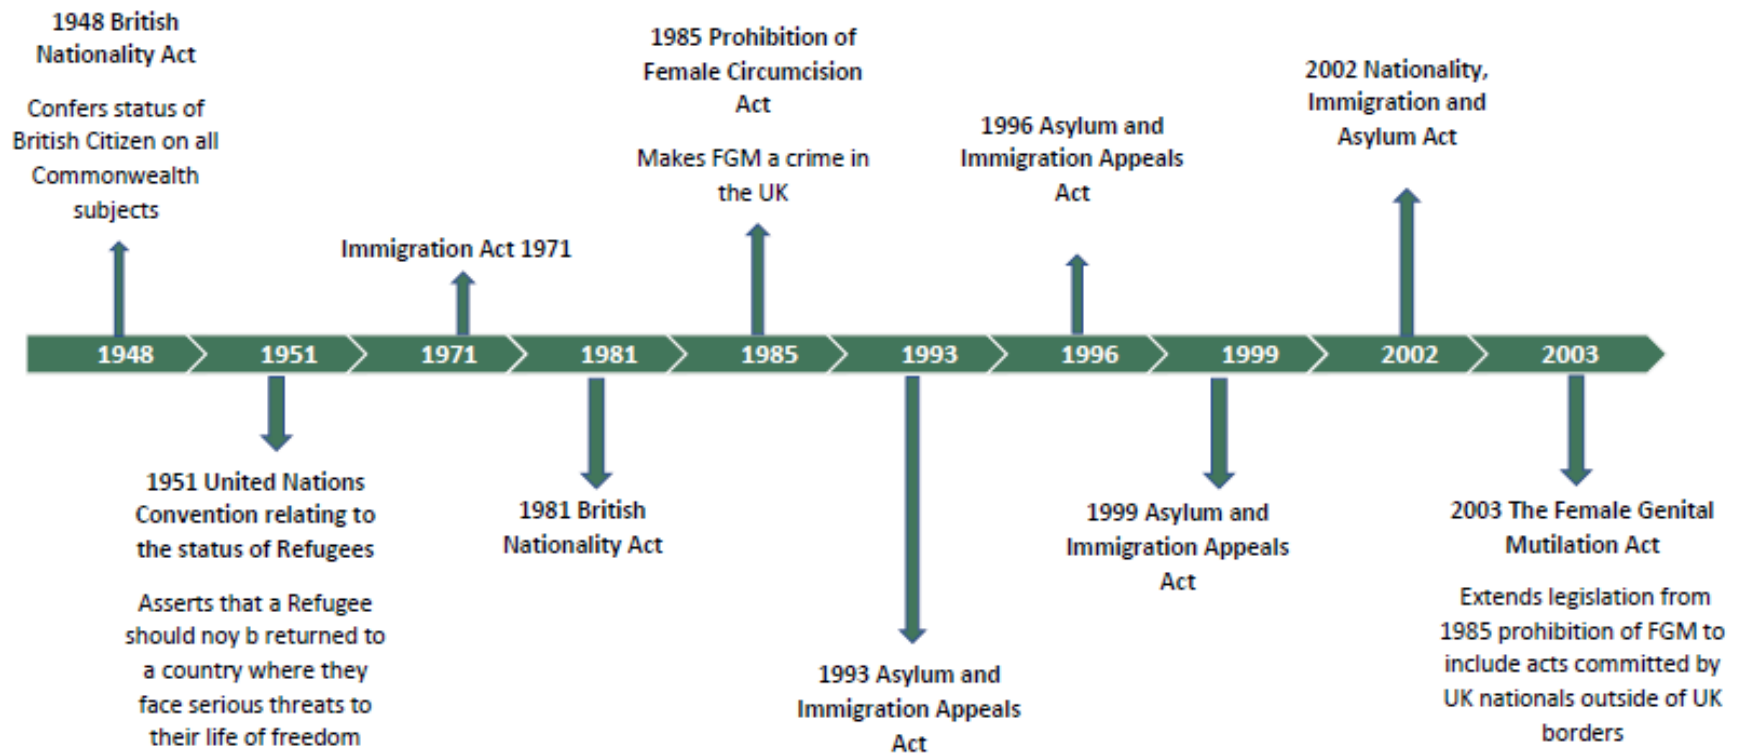 1948 British
Nationality Act
Confers status of
British Citizen on all
Commonwealth
subjects
Immigration Act 1971
1985 Prohibition of
Female Circumcision
Act
Makes FGM a crime in
the UK
1996 Asylum and
Immigration Appeals
Act
2002 Nationality,
Immigration and
Asylum Act
1948
1951
1971
1981
1985
1993
1996
1999
2002
2003
1951 United Nations
Convention relating to
the status of Refugees
Asserts that a Refugee
should noy b returned to
a country where they
face serious threats to
their life of freedom
1981 British
Nationality Act
1993 Asylum and
Immigration Appeals
Act
1999 Asylum and
Immigration Appeals
Act
2003 The Female Genital
Mutilation Act
Extends legislation from
1985 prohibition of FGM to
include acts committed by
UK nationals outside of UK
borders